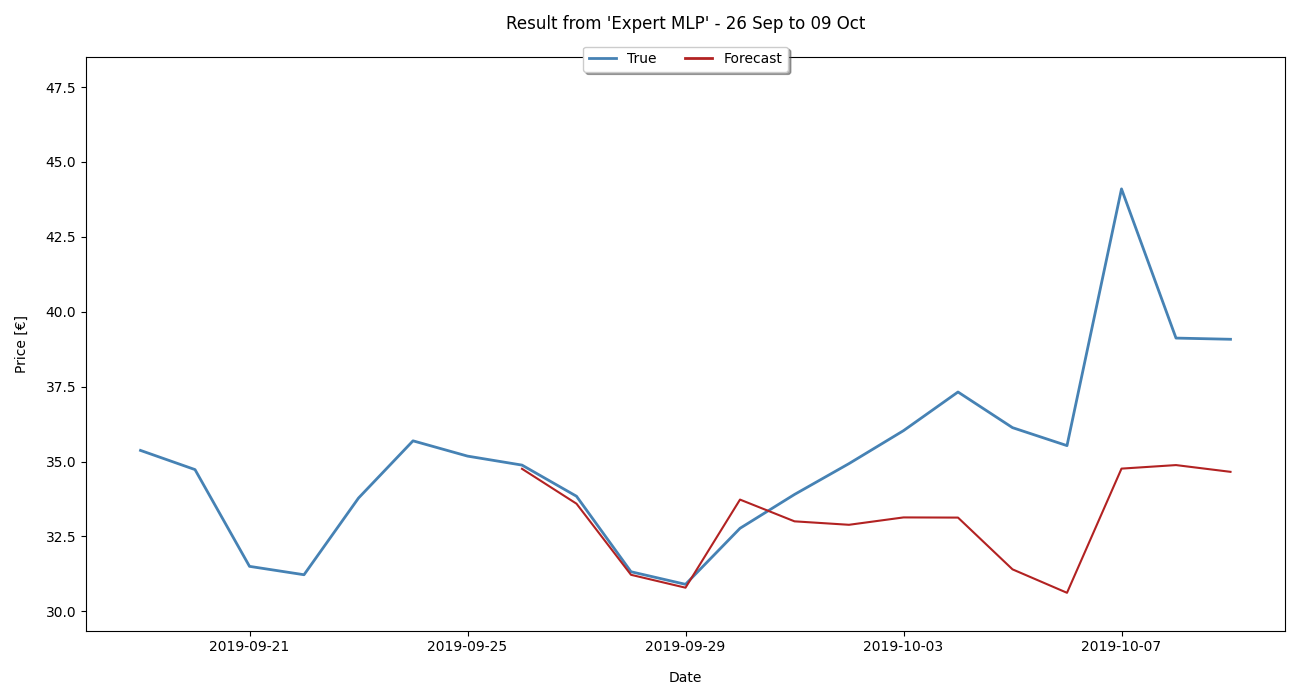 Result from 'Expert MLP' - 26 Sep to 09 Oct
True Forecast
47.5
45.0
42.5
40.0
37.5
35.0
32.5
30.0
Price [€]
2019-09-21 2019-09-25 2019-09-29 2019-10-03 2019-10-07
Date